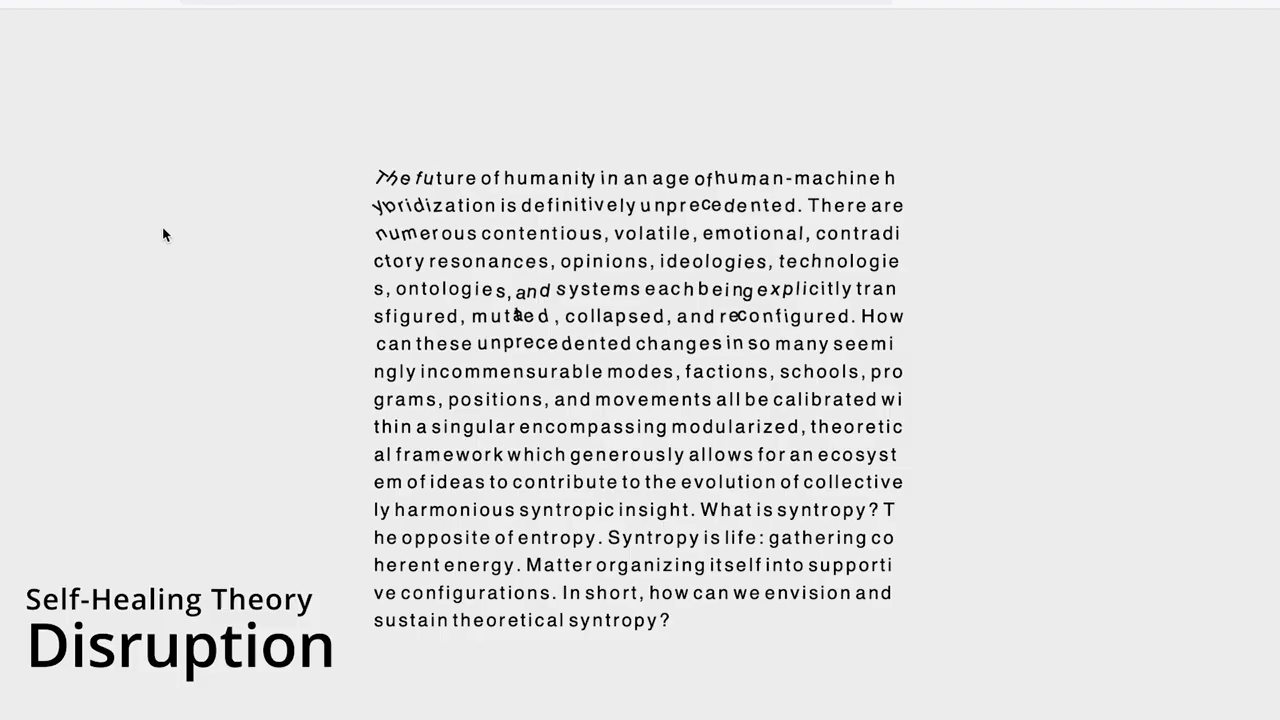 The future of humanity in an age of human-machine h
ybridization is definitively unprecedented. There are
numerous contentious, volatile, emotional, contradi
ctory resonances, opinions, ideologies, technologie
s, ontologies, and systems each being explicitly tran
sfigured, mutated, collapsed, and reconfigured. How
can these unprecedented changes in so many seemi
ngly incommensurable modes, factions, schools, pro
grams, positions, and movements all be calibrated wi
thin a singular encompassing modularized, theoretic
al framework which generously allows for an ecosyst
em of ideas to contribute to the evolution of collective
ly harmonious syntropic insight. What is syntropy? T
he opposite of entropy. Syntropy is life: gathering co
herent energy. Matter organizing itself into supporti
ve configurations. In short, how can we envision and
sustain theoretical syntropy?
Self-Healing Theory
Disruption